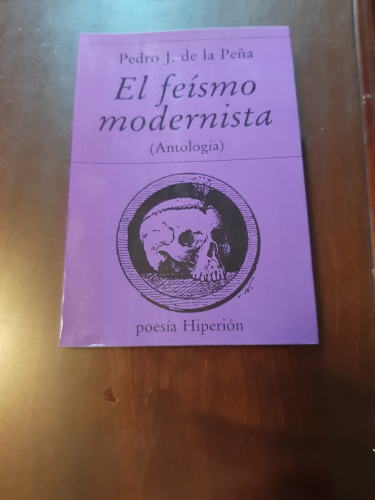 Pedro J. de la Peña
El feísmo
modernista
(Antología)
poesía Hiperión